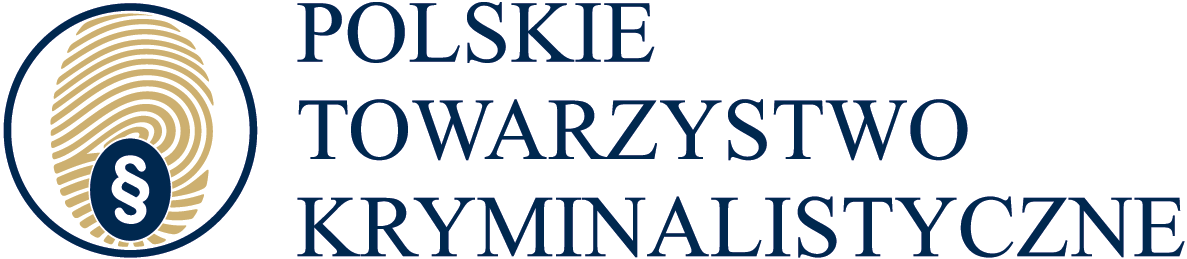 §
POLSKIE
TOWARZYSTWO
KRYMINALISTYCZNE